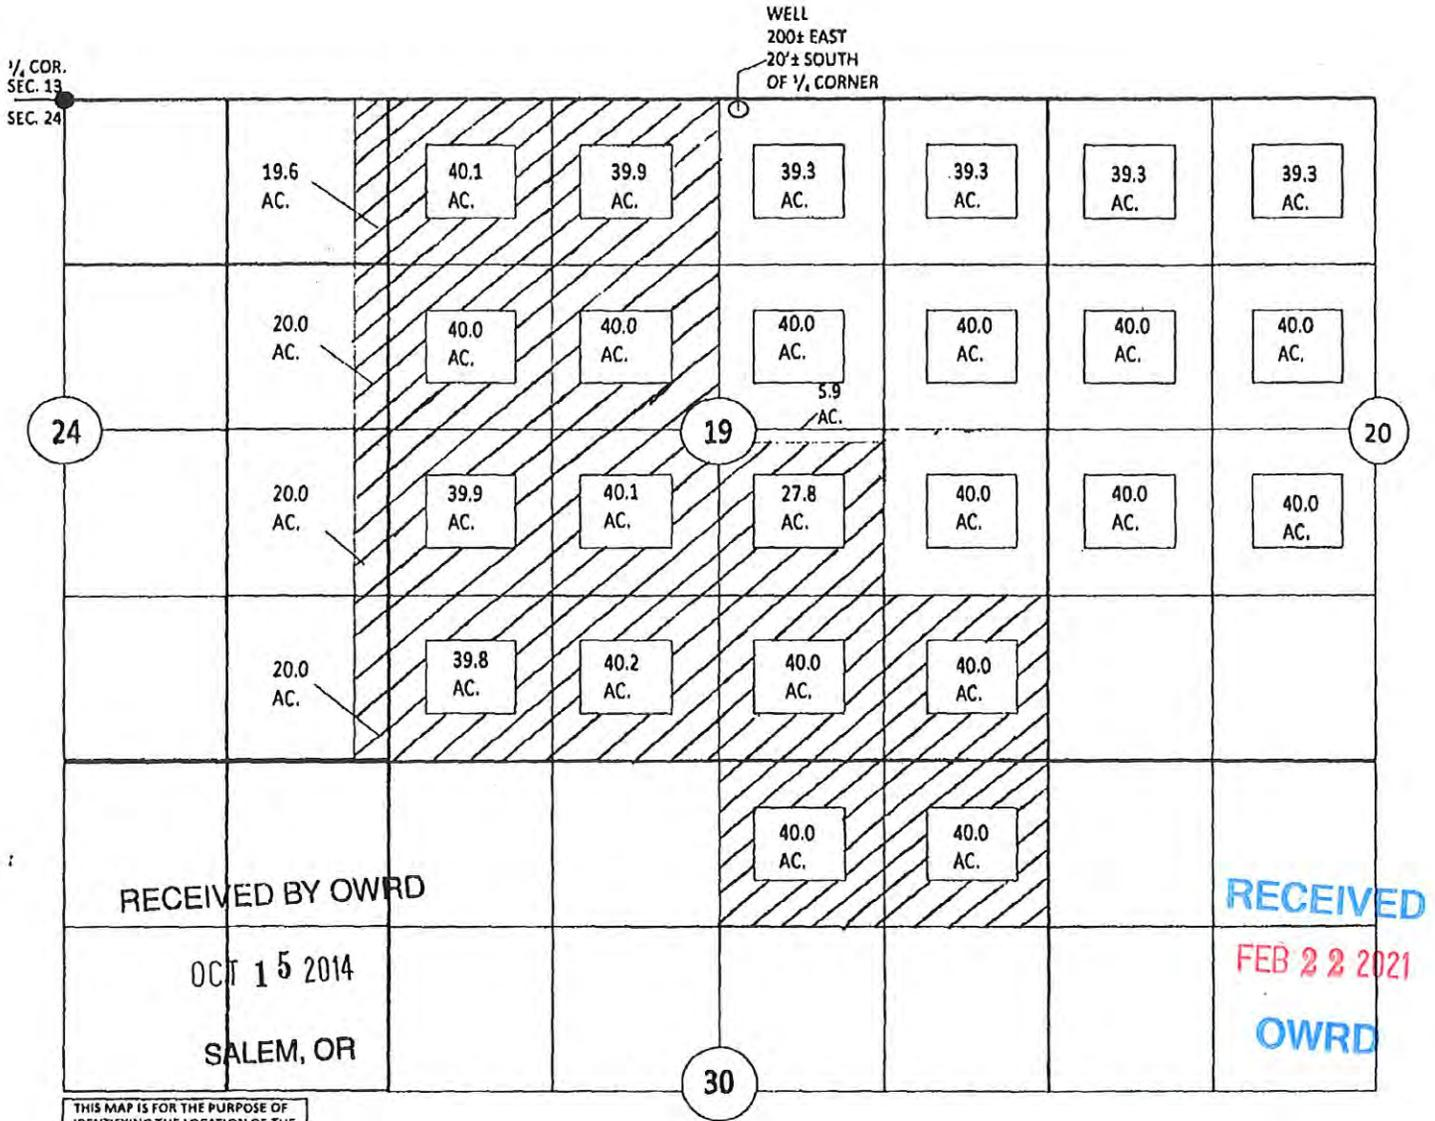 WELL
200± EAST
20'± SOUTH
OF 1/4 CORNER
1/4 COR.
SEC. 13
SEC. 24
19.6
AC.
40.1
AC.
39.9
AC.
39.3
AC.
39.3
AC.
39.3
AC.
39.3
AC.
20.0
AC.
40.0
AC.
40.0
AC.
40.0
AC.
40.0
AC.
40.0
AC.
40.0
AC.
5.9
AC.
24
19
20
20.0
AC.
39.9
AC.
40.1
AC.
27.8
AC.
40.0
AC.
40.0
AC.
40.0
AC.
20.0
AC.
39.8
AC.
40.2
AC.
40.0
AC.
40.0
AC.
40.0
AC.
40.0
AC.
RECEIVED BY OWRD
OCT 15 2014
SALEM, OR
RECEIVED
FEB 22 2021
OWRD
30
THIS MAP IS FOR THE PURPOSE OF
IDENTIFYING THE LOCATION OF THE